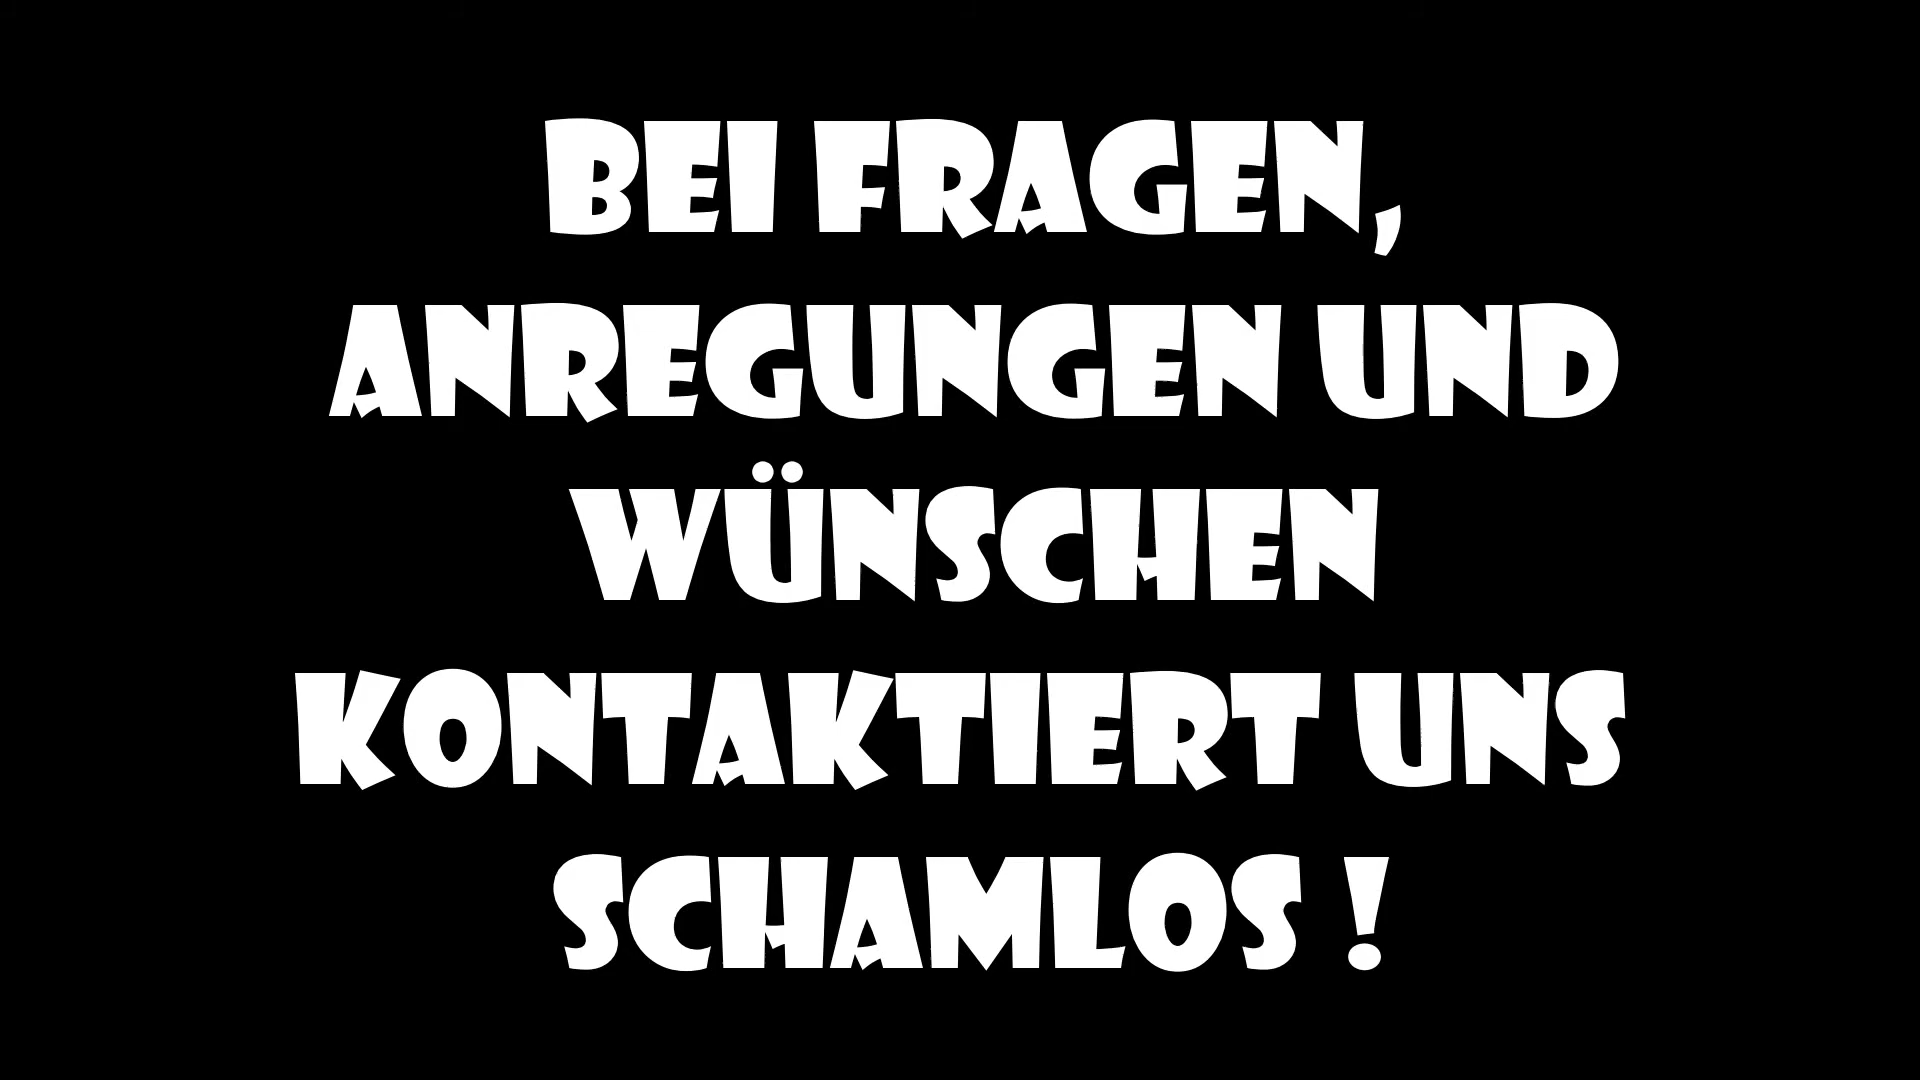 BEI FRAGEN,
ANREGUNGEN UND
WÜNSCHEN
KONTAKTIERT UNS
SCHAMLOS !